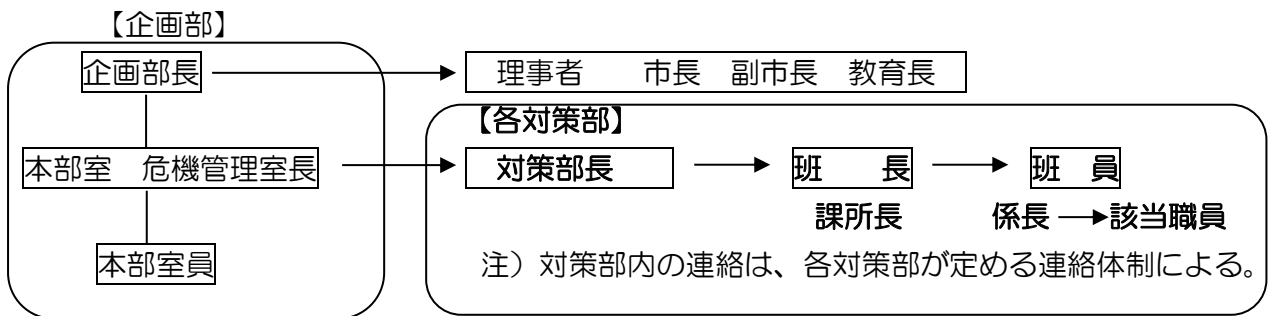 【企画部】
企画部長 理事者 市長 副市長 教育長
【各対策部】
本部室 危機管理室長 対策部長 班 長 班 員
課所長 係長 該当職員
本部室員 注）対策部内の連絡は、各対策部が定める連絡体制による。